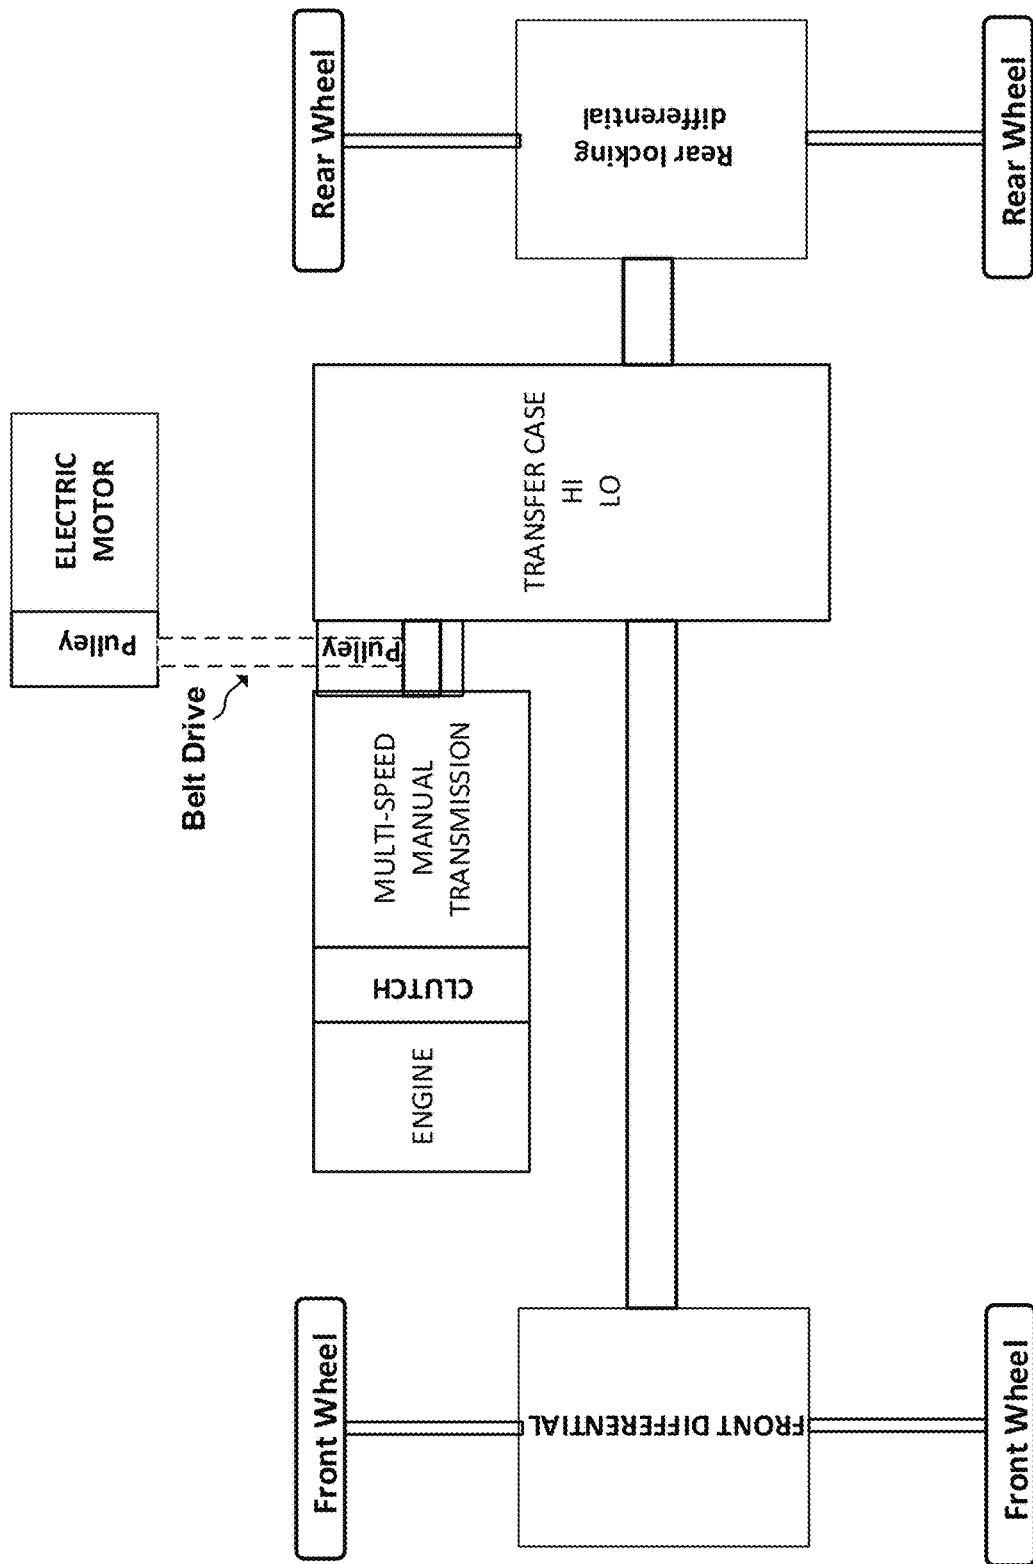 Rear Wheel
Rear locking
differential
Rear Wheel
ELECTRIC
MOTOR
Pulley
TRANSFER CASE
HI
LO
Pulley
Belt Drive
MULTI-SPEED
MANUAL
TRANSMISSION
CLUTCH
ENGINE
Front Wheel
FRONT DIFFERENTIAL
Front Wheel